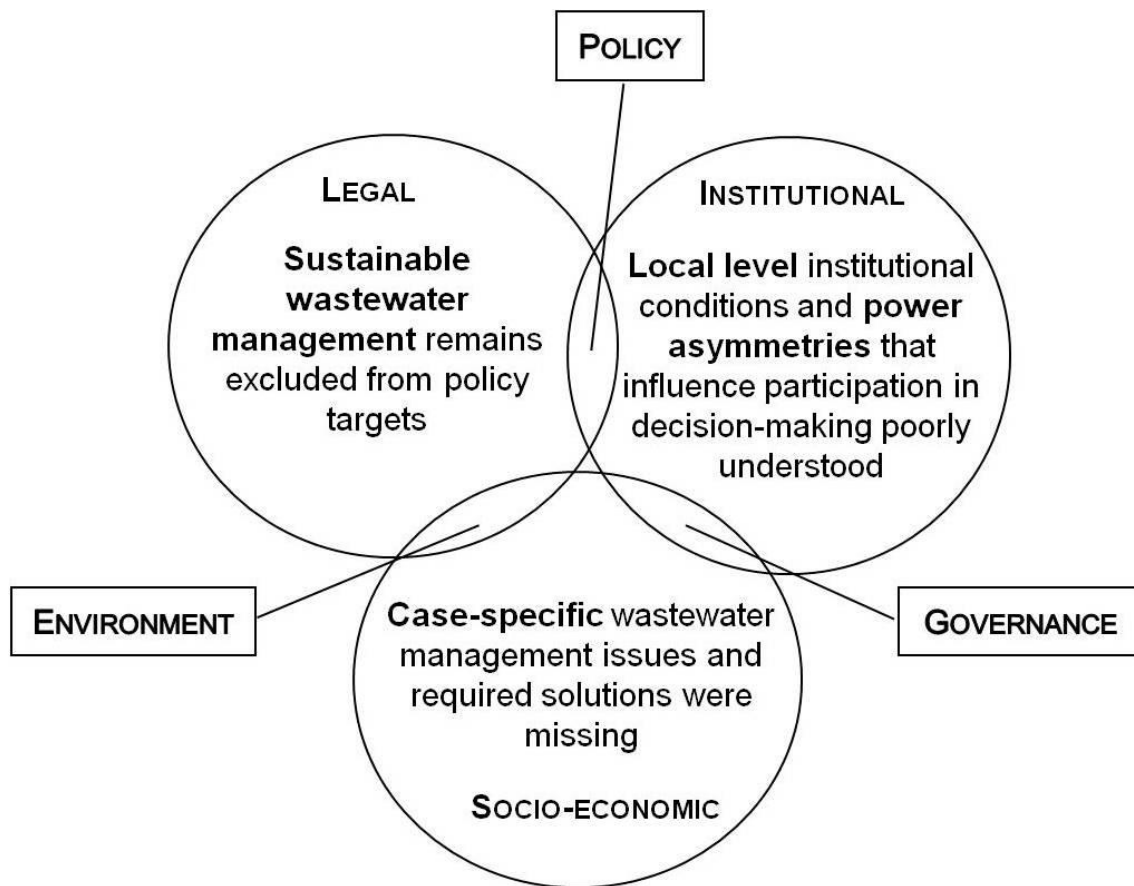 POLICY
LEGAL
Sustainable
wastewater
management remains
excluded from policy
targets
INSTITUTIONAL
Local level institutional
conditions and power
asymmetries that
influence participation in
decision-making poorly
understood
ENVIRONMENT
GOVERNANCE
Case-specific wastewater
management issues and
required solutions were
missing
SOCIO-ECONOMIC